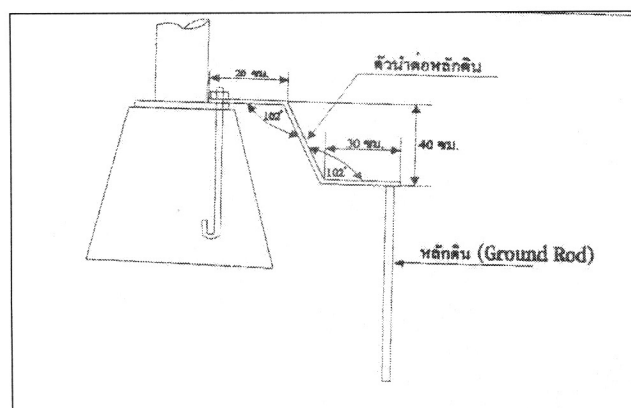 ตัวนำต่อหลักดิน
20 ซม.
102°
30 ซม.
40 ซม.
102°
หลักดิน (Ground Rod)